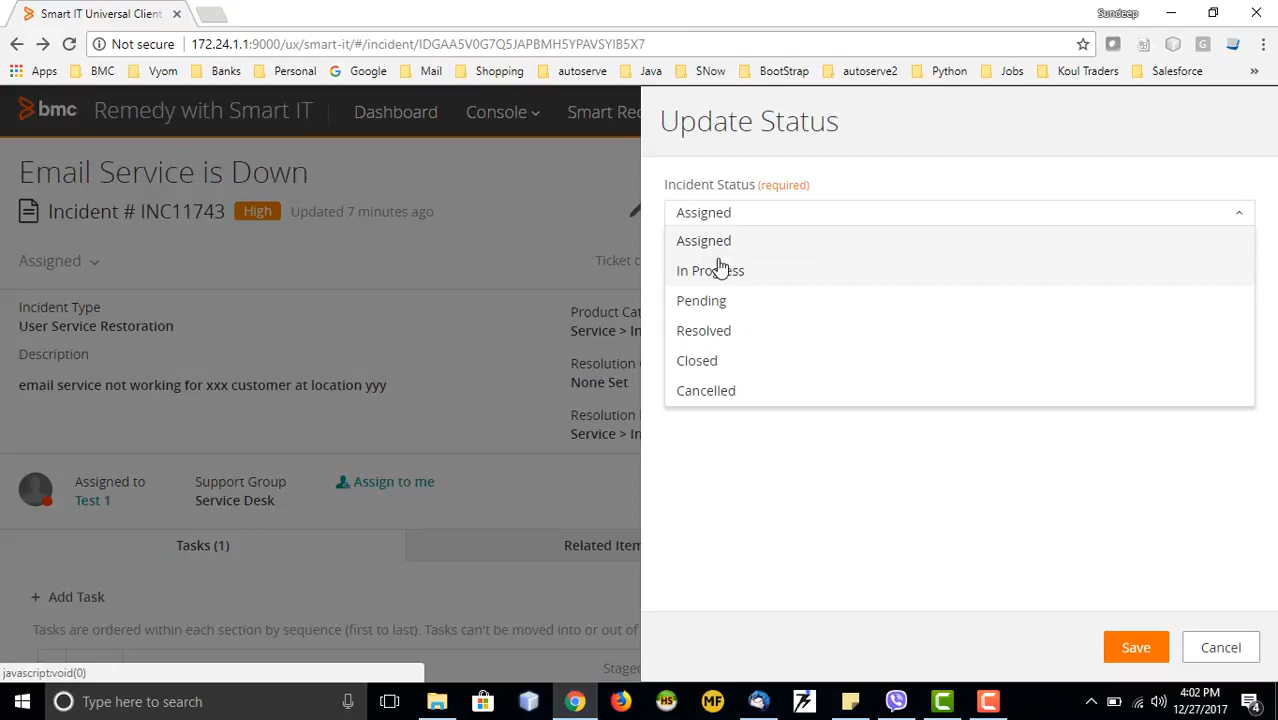 Smart IT Universal Client
Sundeep
Not secure 172.24.1.1:9000/ux/smart-it/#/incident/IDGAA5V0G7Q5JAPBMH5YPAVSYIB5X7
Apps BMC Vyom Banks Personal Google Mail Shopping autoserve Java SNow BootStrap autoserve2 Python Jobs Koul Traders Salesforce »
bmc Remedy with Smart IT Dashboard Console Smart Rec
Update Status
Email Service is Down
Incident # INC11743 High Updated 7 minutes ago
Incident Status (required)
Assigned
Assigned
In Progress
Pending
Resolved
Closed
Cancelled
Assigned Ticket c
Incident Type
User Service Restoration
Description
email service not working for xxx customer at location yyy
Product Cat
Service > In
Resolution
None Set
Resolution
Service > In
Assigned to
Test 1
Support Group
Service Desk
Assign to me
Tasks (1) Related Item
+ Add Task
Tasks are ordered within each section by sequence (first to last). Tasks can't be moved into or out of
Stage
javascript:void(0)
Save Cancel
Type here to search
HS
MF
4:02 PM
12/27/2017
4